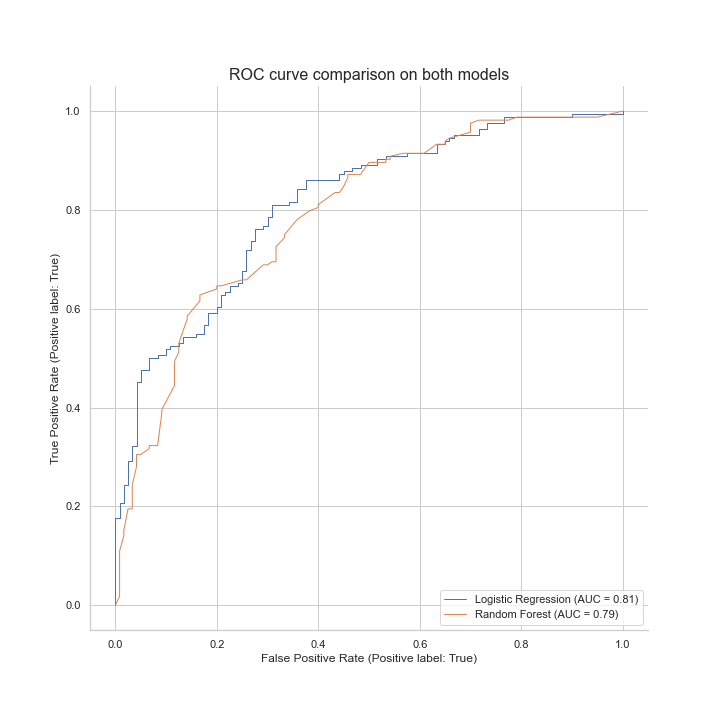 ROC curve comparison on both models
True Positive Rate (Positive label: True)
1.0
0.8
0.6
0.4
0.2
0.0
Logistic Regression (AUC = 0.81)
Random Forest (AUC = 0.79)
0.0 0.2 0.4 0.6 0.8 1.0
False Positive Rate (Positive label: True)